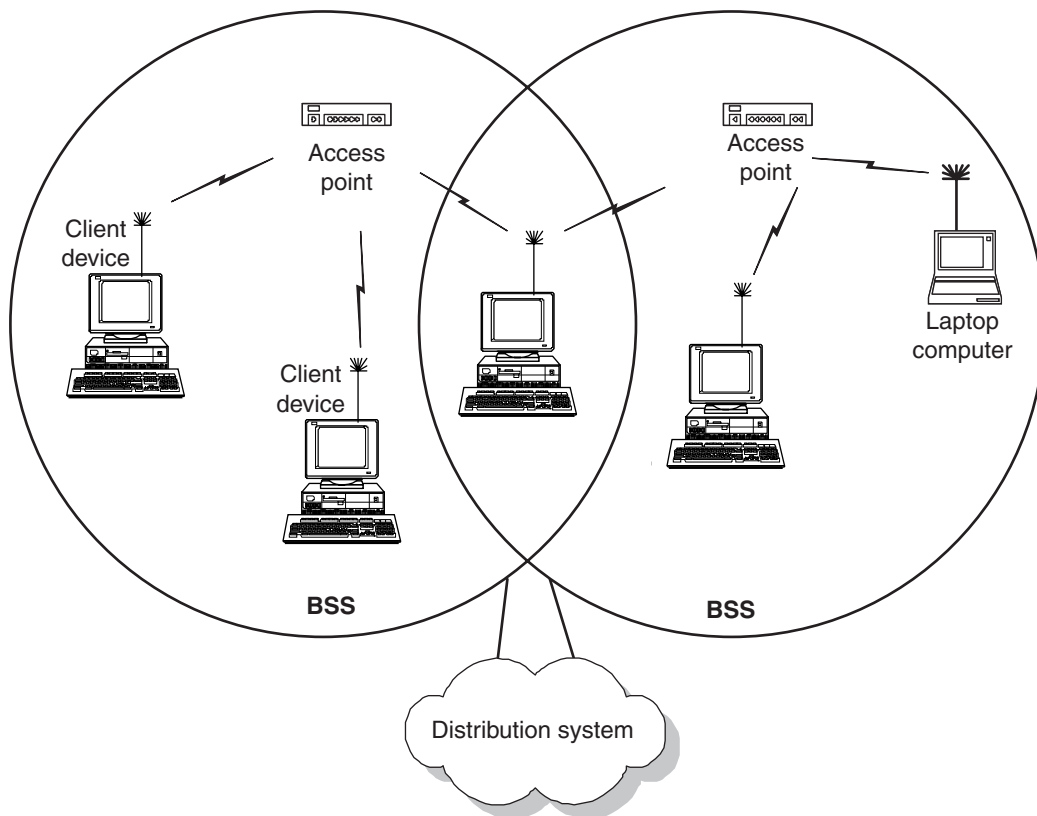 Access
point
Access
point
Client
device
Laptop
computer
Client
device
BSS
BSS
Distribution system